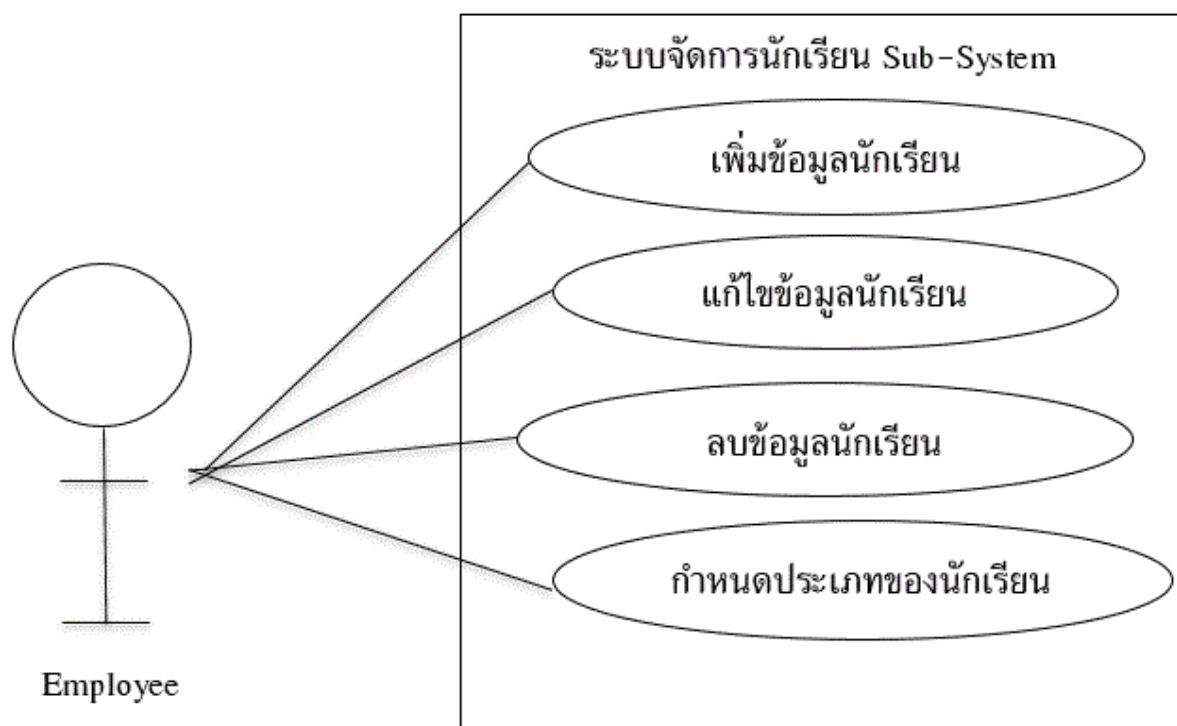 ระบบจัดการนักเรียน Sub-System
เพิ่มข้อมูลนักเรียน
แก้ไขข้อมูลนักเรียน
ลบข้อมูลนักเรียน
กำหนดประเภทของนักเรียน
Employee